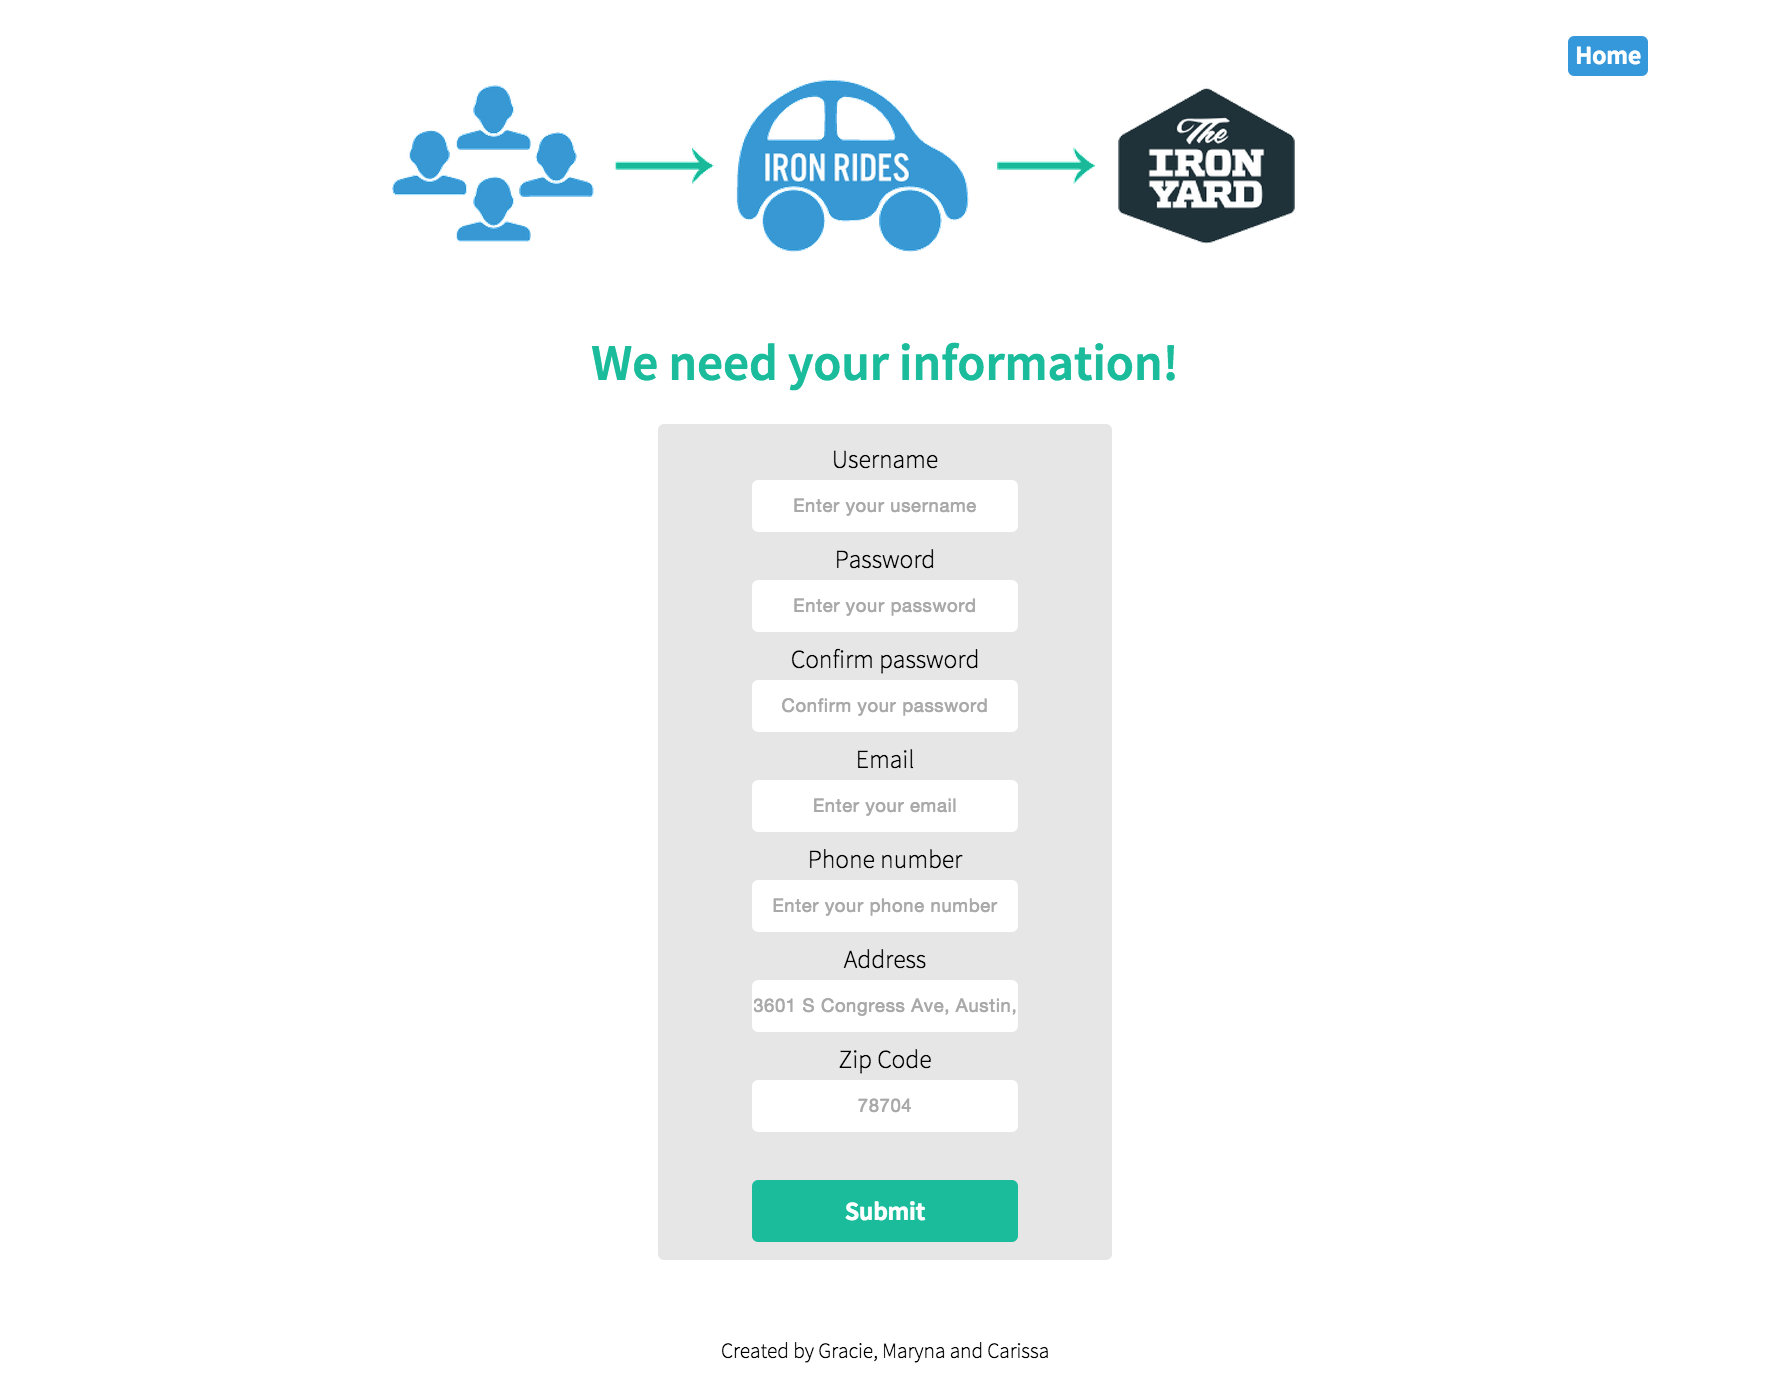 Home
IRON RIDES
The
IRON
YARD
We need your information!
Username
Enter your username
Password
Enter your password
Confirm password
Confirm your password
Email
Enter your email
Phone number
Enter your phone number
Address
3601 S Congress Ave, Austin,
Zip Code
78704
Submit
Created by Gracie, Maryna and Carissa